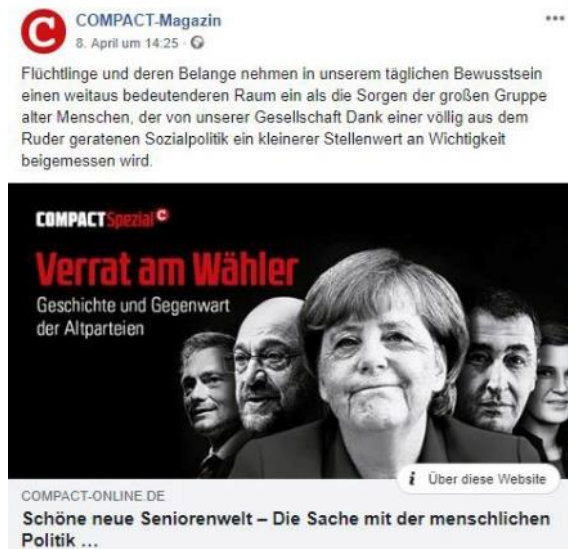 COMPACT-Magazin
8. April um 14:25 ·
Flüchtlinge und deren Belange nehmen in unserem täglichen Bewusstsein
einen weitaus bedeutenderen Raum ein als die Sorgen der großen Gruppe
alter Menschen, der von unserer Gesellschaft Dank einer völlig aus dem
Ruder geratenen Sozialpolitik ein kleinerer Stellenwert an Wichtigkeit
beigemessen wird.
COMPACTSpezial C
Verrat am Wähler
Geschichte und Gegenwart
der Altparteien
i Über diese Website
COMPACT-ONLINE.DE
Schöne neue Seniorenwelt – Die Sache mit der menschlichen
Politik ...